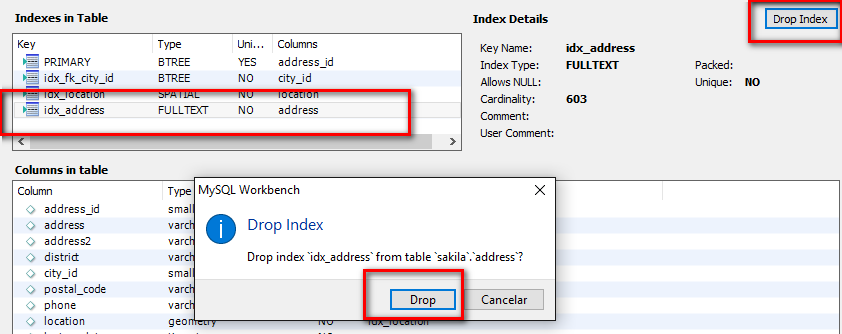 Indexes in Table
Key Type Uni... Columns
PRIMARY BTREE YES address_id
idx_fk_city_id BTREE NO city_id
idx_location SPATIAL NO location
idx_address FULLTEXT NO address
Index Details
Drop Index
Key Name: idx_address
Index Type: FULLTEXT Packed:
Allows NULL: Unique: NO
Cardinality: 603
Comment:
User Comment:
Columns in table
Column Type
address_id small
address varch
address2 varch
district varch
city_id small
postal_code varch
phone varch
location geometry NO idx_location
MySQL Workbench
Drop Index
Drop index `idx_address` from table `sakila`.`address`?
Drop Cancelar